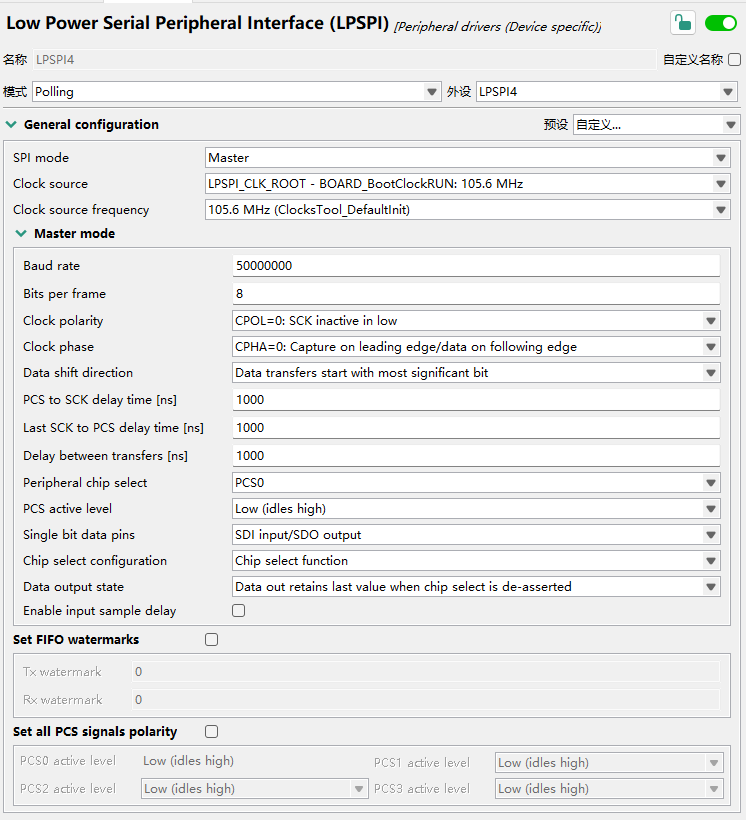 Low Power Serial Peripheral Interface (LPSPI) [Peripheral drivers (Device specific)]
名称 LPSPI4 自定义名称
模式 Polling 外设 LPSPI4
General configuration 预设 自定义...
SPI mode Master
Clock source LPSPI_CLK_ROOT - BOARD_BootClockRUN: 105.6 MHz
Clock source frequency 105.6 MHz (ClocksTool_DefaultInit)
Master mode
Baud rate 50000000
Bits per frame 8
Clock polarity CPOL=0: SCK inactive in low
Clock phase CPHA=0: Capture on leading edge/data on following edge
Data shift direction Data transfers start with most significant bit
PCS to SCK delay time [ns] 1000
Last SCK to PCS delay time [ns] 1000
Delay between transfers [ns] 1000
Peripheral chip select PCS0
PCS active level Low (idles high)
Single bit data pins SDI input/SDO output
Chip select configuration Chip select function
Data output state Data out retains last value when chip select is de-asserted
Enable input sample delay
Set FIFO watermarks
Tx watermark 0
Rx watermark 0
Set all PCS signals polarity
PCS0 active level Low (idles high) PCS1 active level Low (idles high)
PCS2 active level Low (idles high) PCS3 active level Low (idles high)